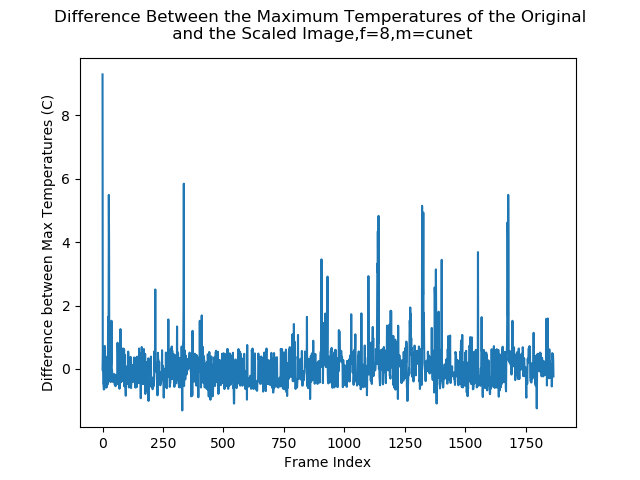 Difference Between the Maximum Temperatures of the Original
and the Scaled Image,f=8,m=cunet
Difference between Max Temperatures (C)
8
6
4
2
0
0 250 500 750 1000 1250 1500 1750
Frame Index